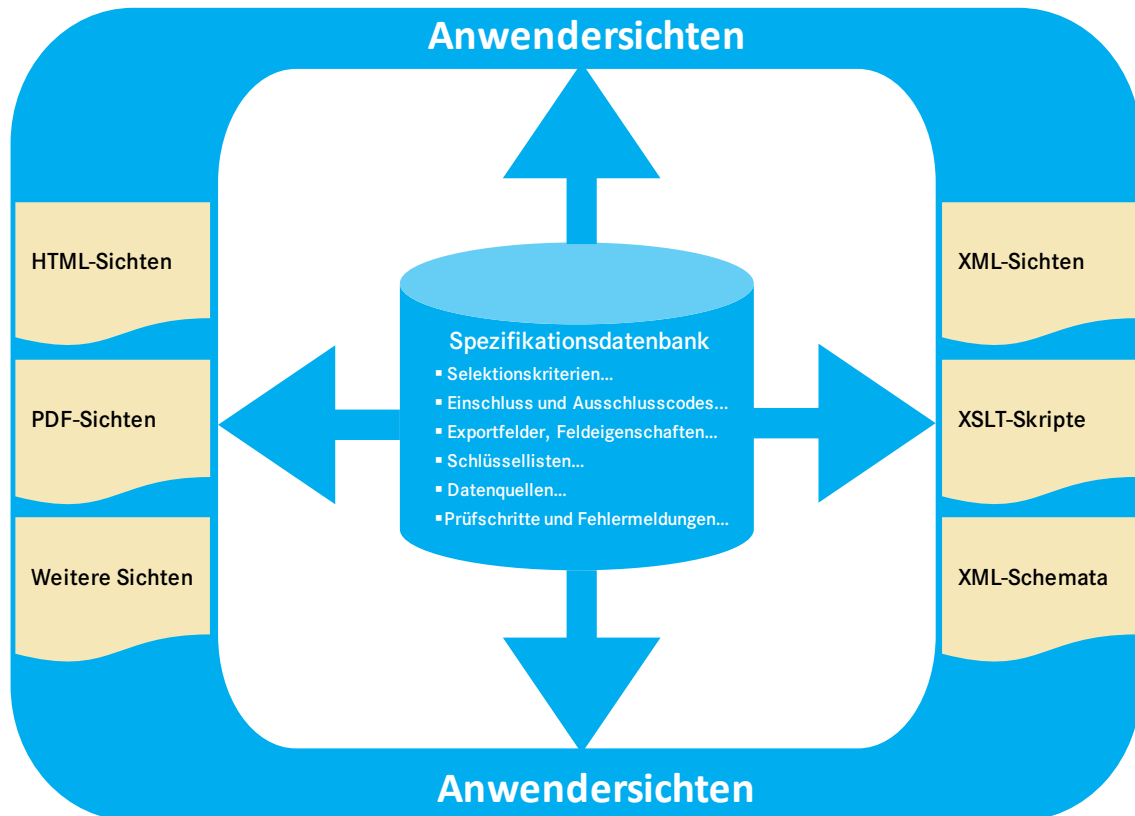 Anwendersichten
HTML-Sichten
PDF-Sichten
Weitere Sichten
Spezifikationsdatenbank
▪ Selektionskriterien...
▪ Einschluss und Ausschlusscodes...
▪ Exportfelder, Feldeigenschaften...
▪ Schlüssellisten...
▪ Datenquellen...
▪ Prüfschritte und Fehlermeldungen...
XML-Sichten
XSLT-Skripte
XML-Schemata
Anwendersichten